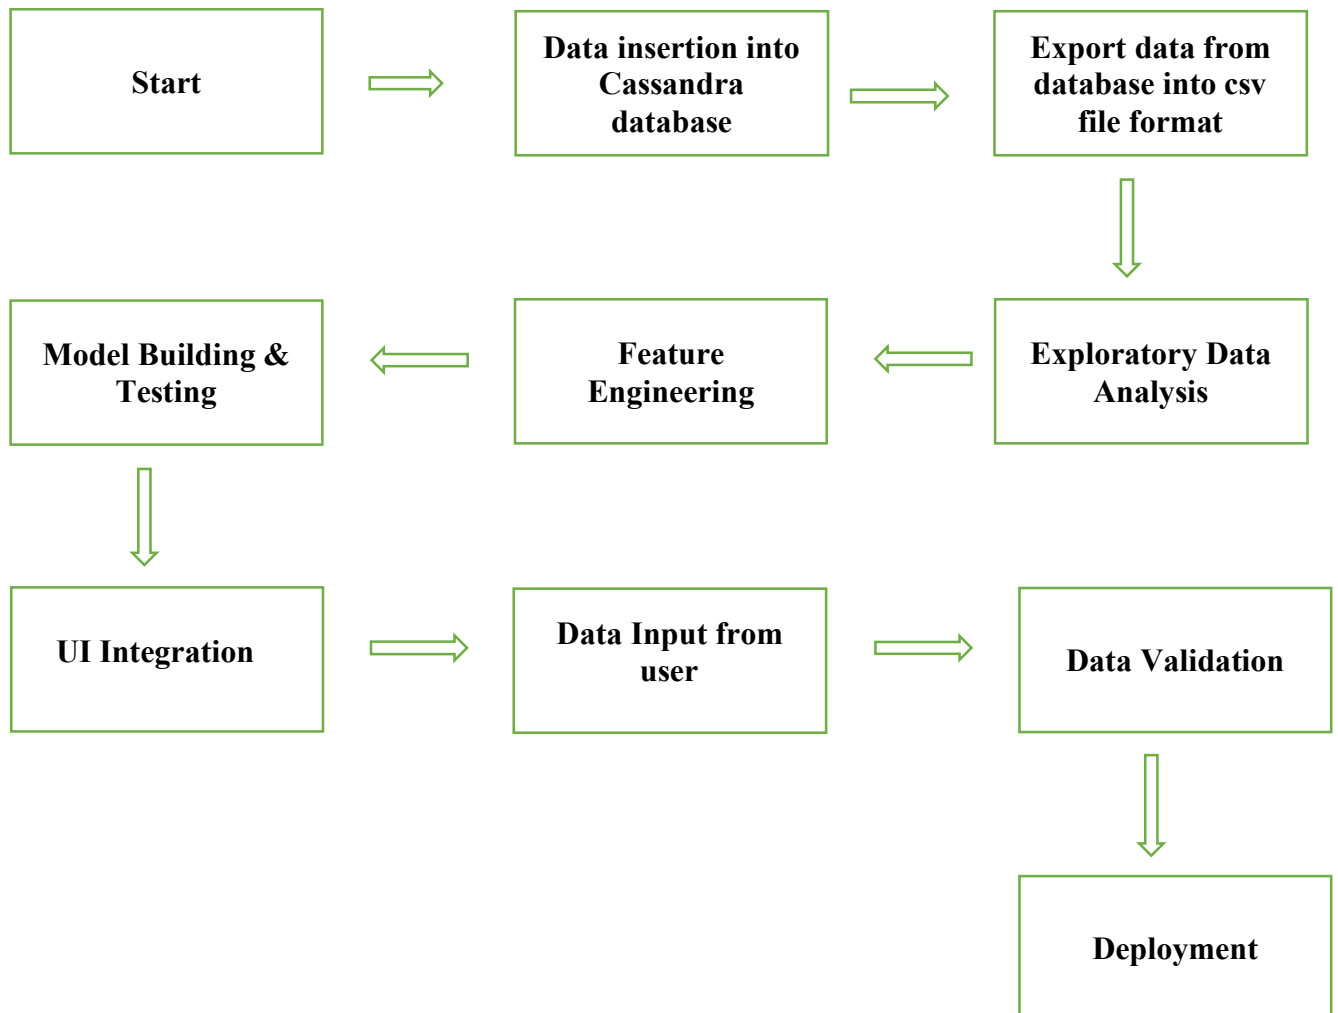 Start
Data insertion into
Cassandra
database
Export data from
database into csv
file format
Model Building &
Testing
Feature
Engineering
Exploratory Data
Analysis
UI Integration
Data Input from
user
Data Validation
Deployment